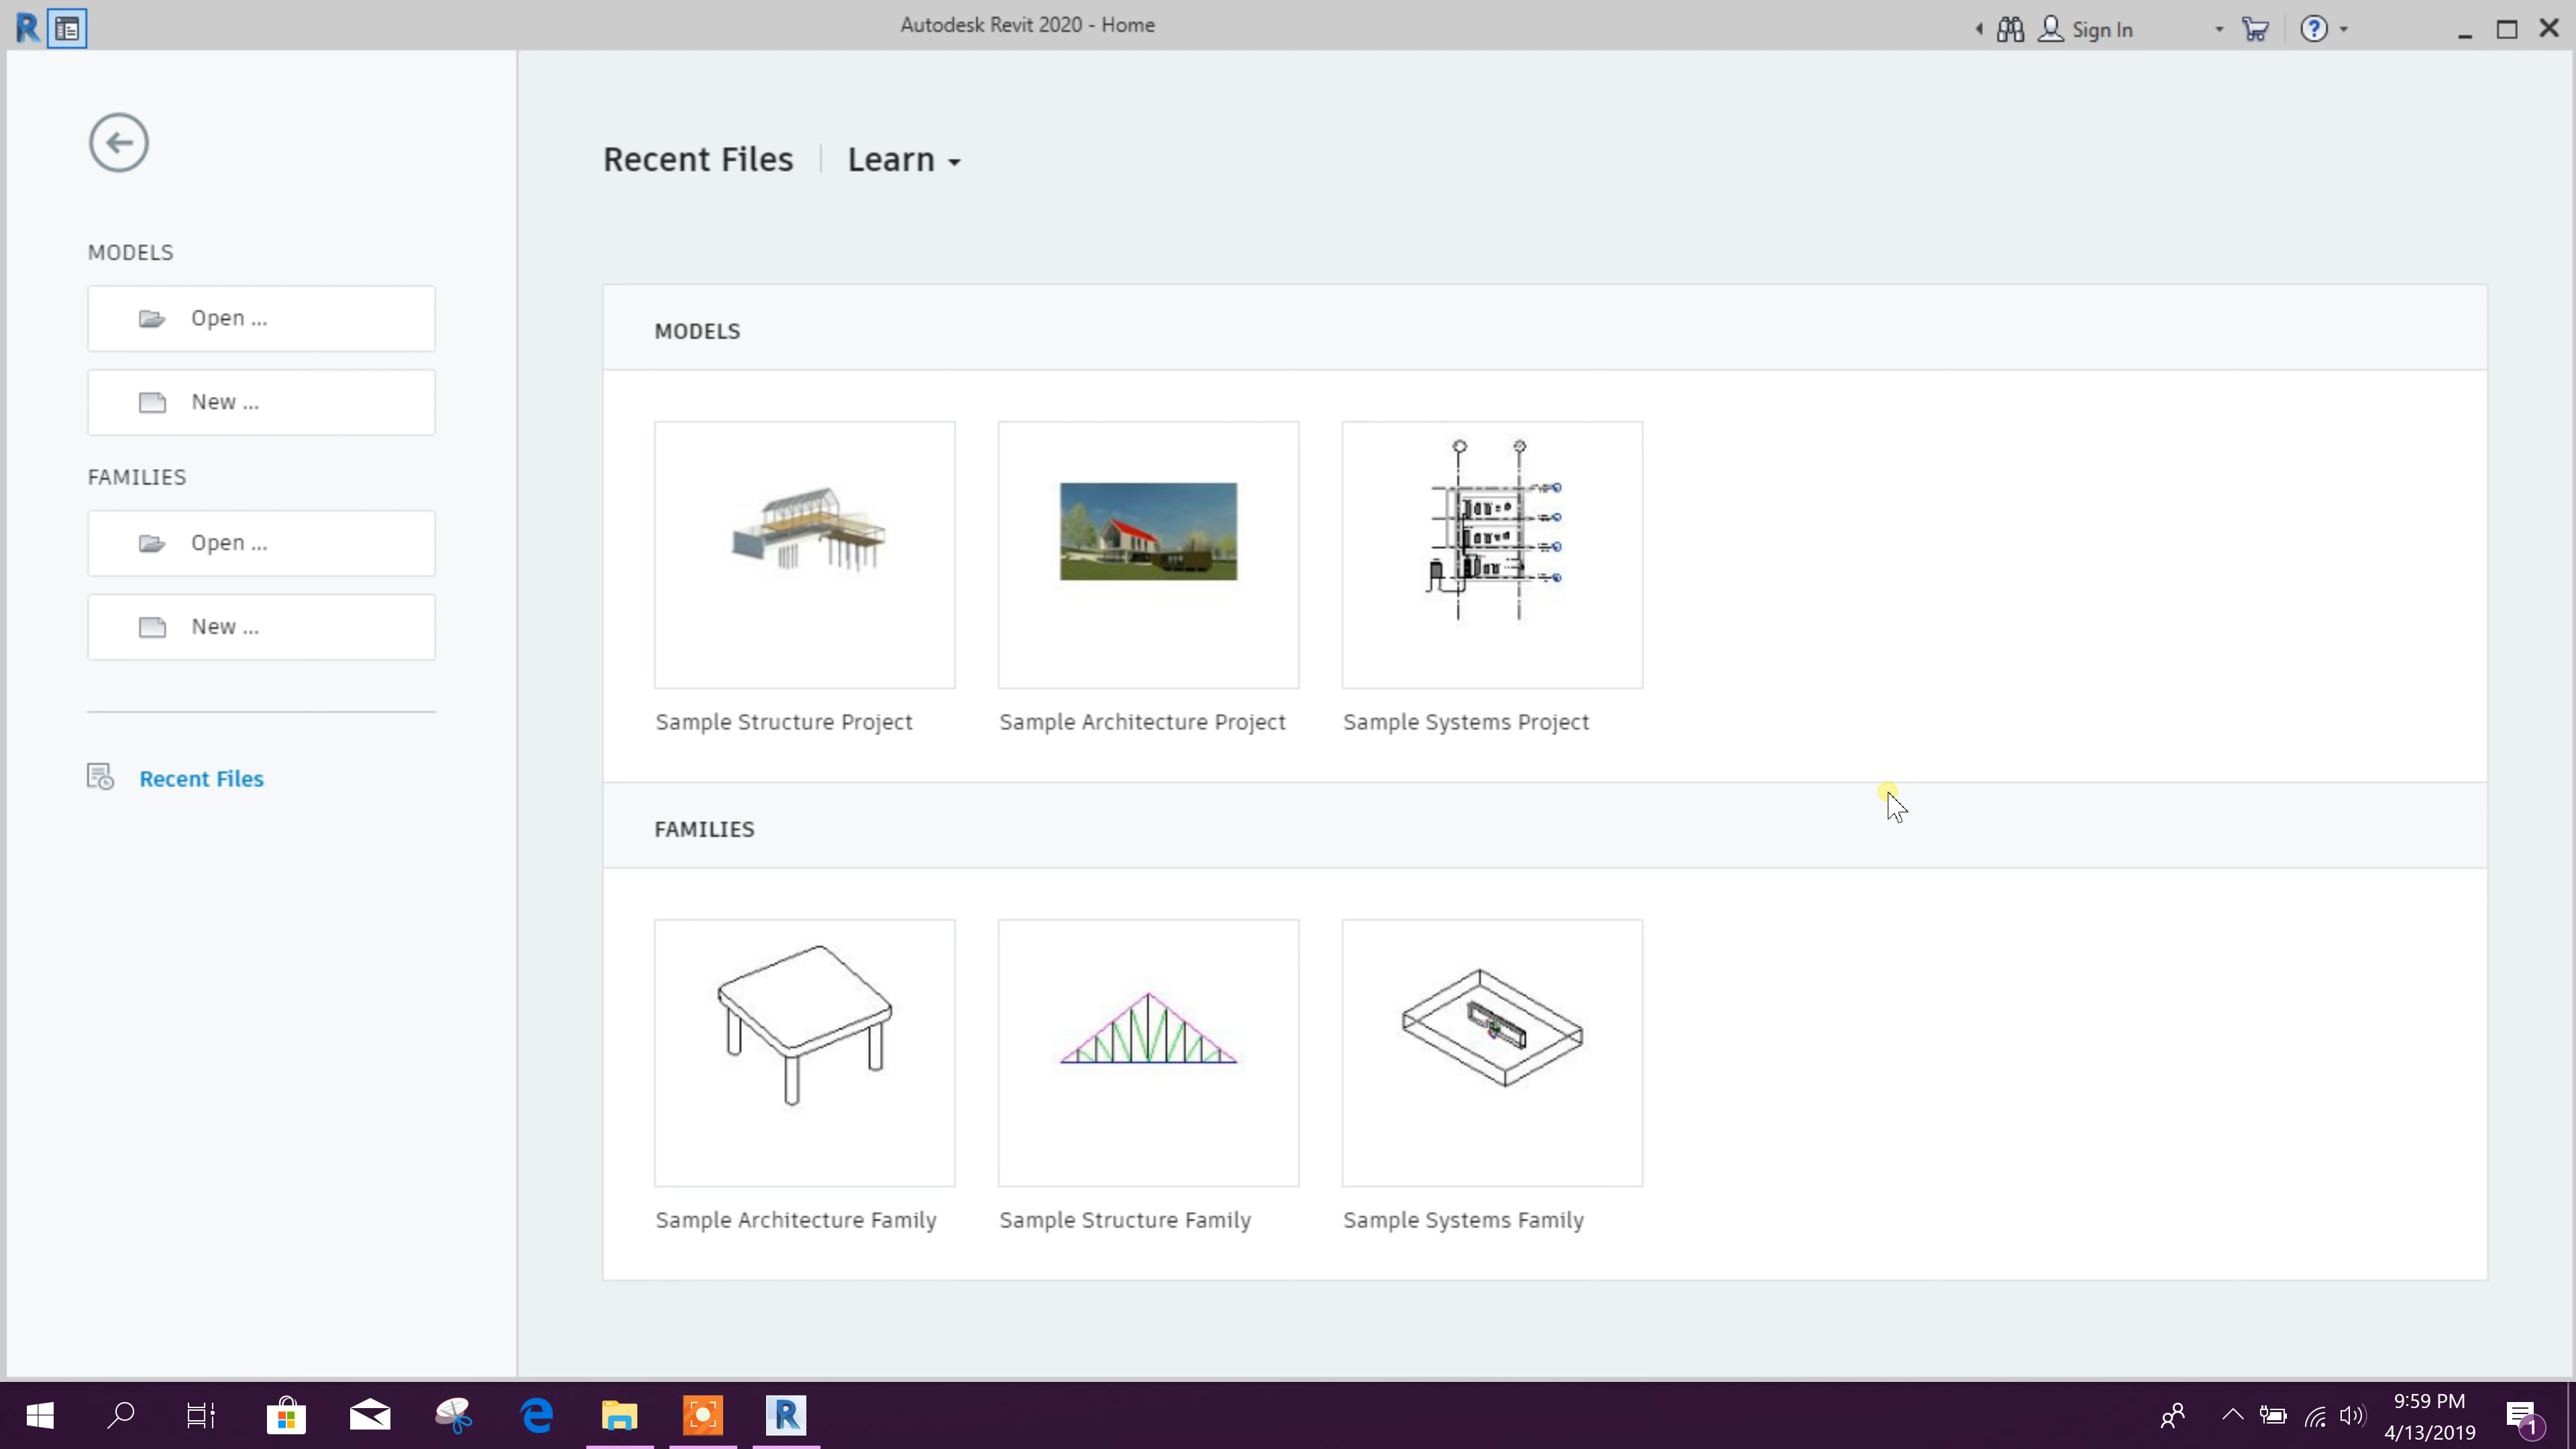 Autodesk Revit 2020 - Home
Sign In
MODELS
Open ...
New ...
FAMILIES
Open ...
New ...
Recent Files
Recent Files
Learn
MODELS
Sample Structure Project
Sample Architecture Project
Sample Systems Project
FAMILIES
Sample Architecture Family
Sample Structure Family
Sample Systems Family
9:59 PM
4/13/2019
1